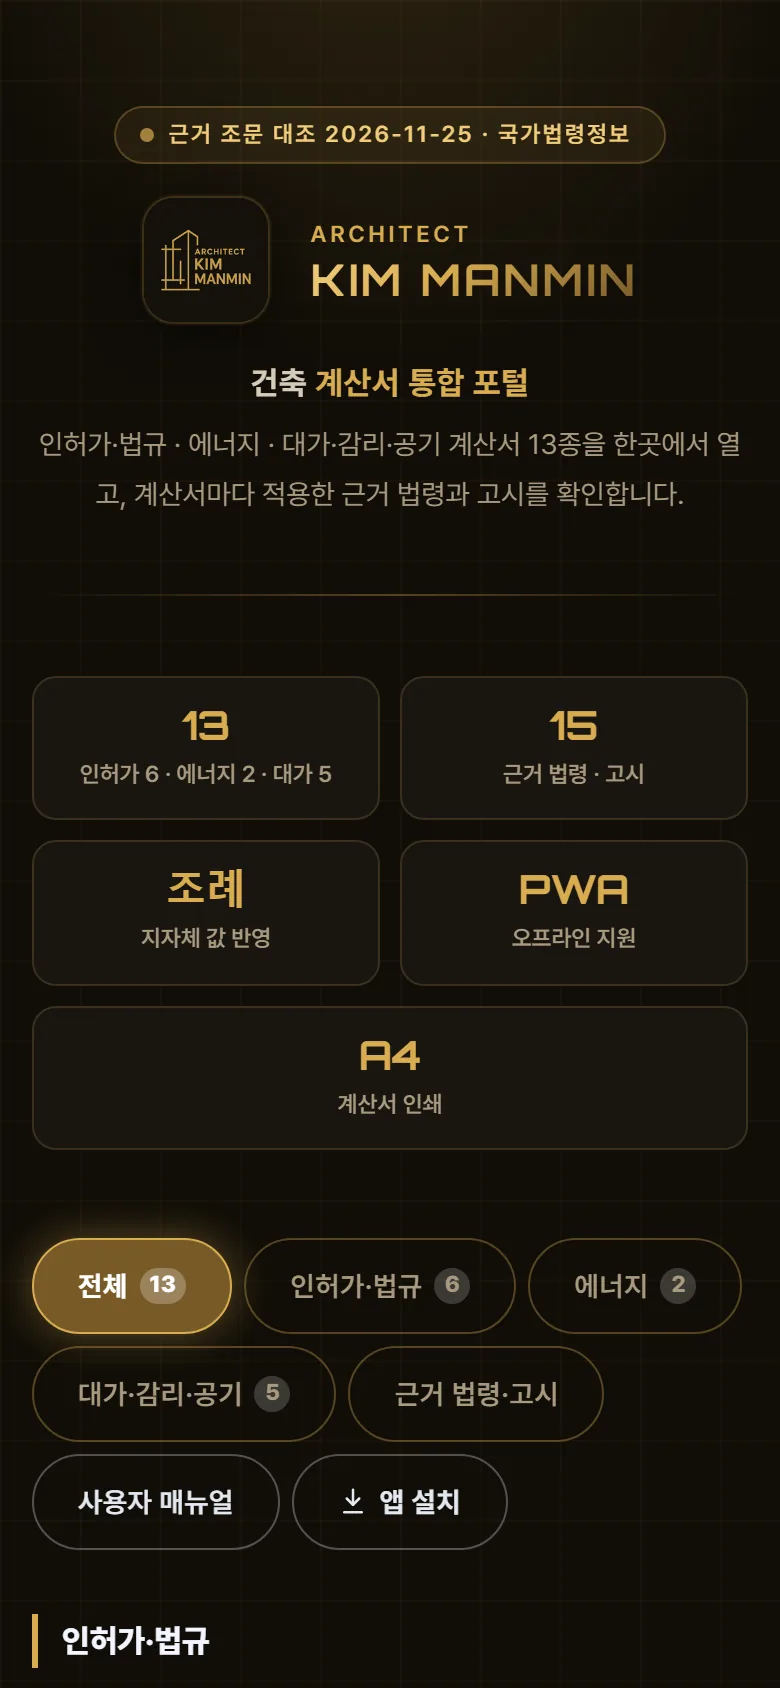 근거 조문 대조 2026-11-25 · 국가법령정보
ARCHITECT
KIM
MANMIN
ARCHITECT
KIM MANMIN
건축 계산서 통합 포털
인허가·법규 · 에너지 · 대가·감리·공기 계산서 13종을 한곳에서 열
고, 계산서마다 적용한 근거 법령과 고시를 확인합니다.
13
인허가 6 · 에너지 2 · 대가 5
15
근거 법령 · 고시
조례
지자체 값 반영
PWA
오프라인 지원
A4
계산서 인쇄
전체 13
인허가·법규 6
에너지 2
대가·감리·공기 5
근거 법령·고시
사용자 매뉴얼
앱 설치
인허가·법규